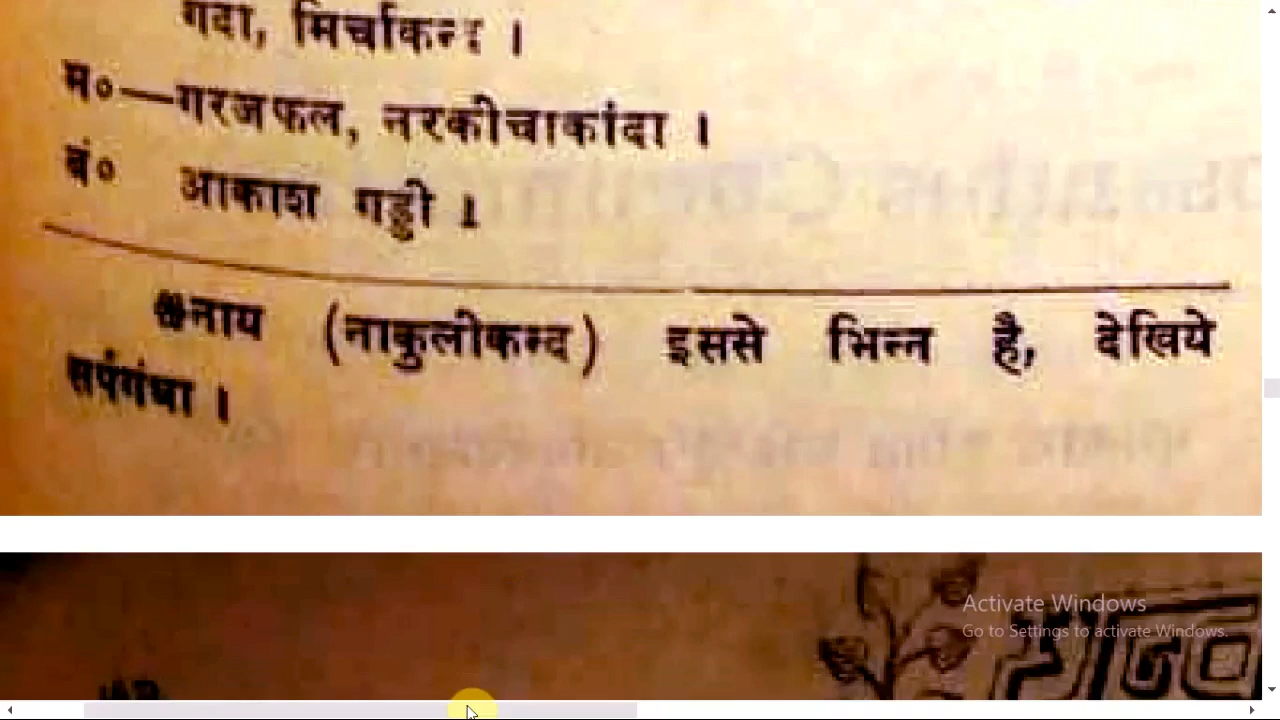 गदा, मिर्चाकन्द ।
म०—गरजफल, नरकीचाकांदा ।
बं० आकाश गड्डी ।
नाय (नाकुलीकन्द) इससे भिन्न है, देखिये
सर्पगंधा ।
Activate Windows
Go to Settings to activate Windows.